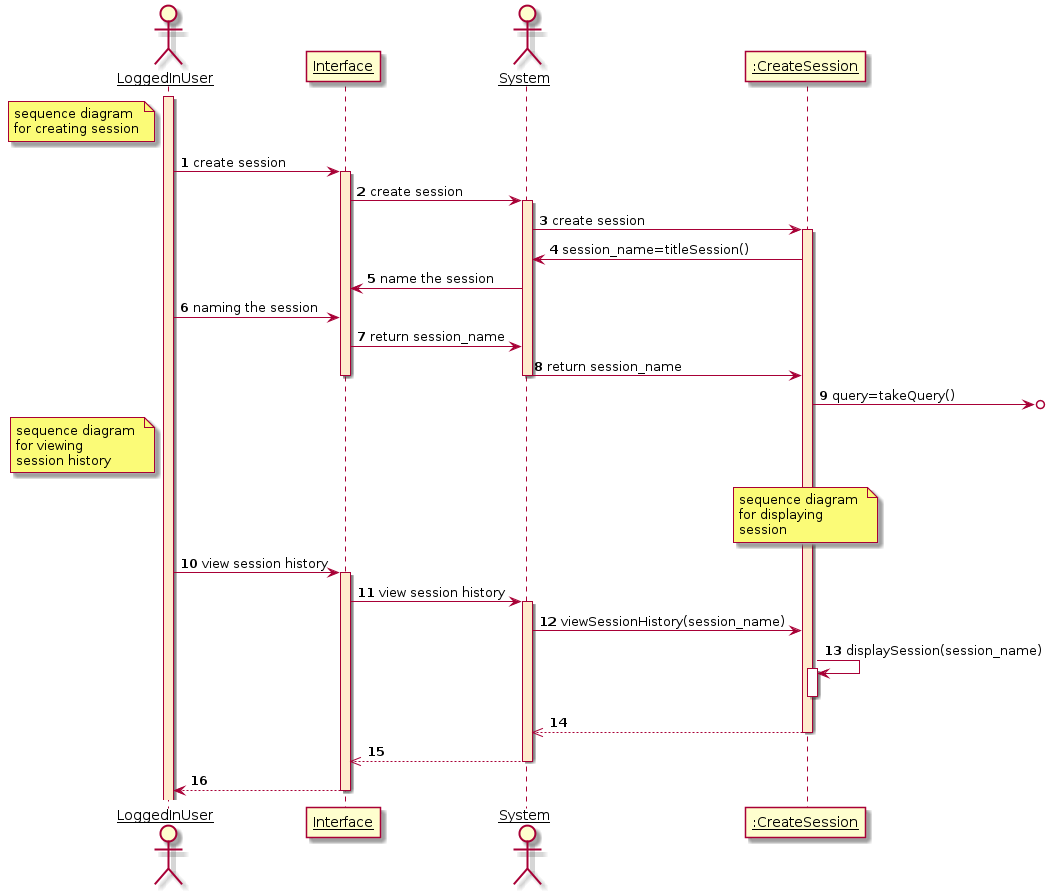 LoggedInUser
Interface
System
:CreateSession
sequence diagram
for creating session
1 create session
2 create session
3 create session
4 session_name=titleSession()
5 name the session
6 naming the session
7 return session_name
8 return session_name
9 query=takeQuery()
sequence diagram
for viewing
session history
sequence diagram
for displaying
session
10 view session history
11 view session history
12 viewSessionHistory(session_name)
13 displaySession(session_name)
14
15
16
LoggedInUser
Interface
System
:CreateSession